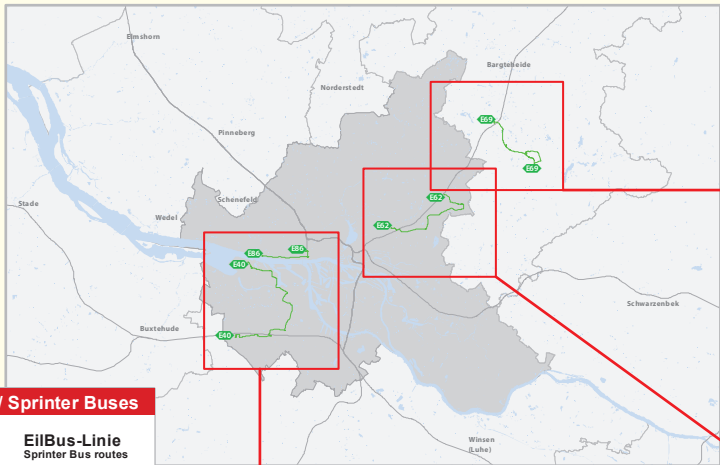 Elmshorn
Bargteheide
Norderstedt
E69
Pinneberg
E69
Schenefeld
E62
Stade
Wedel
E62
E86
E86
E40
Schwarzenbek
Buxtehude
E40
/ Sprinter Buses
EilBus-Linie
Sprinter Bus routes
Winsen
(Luhe)